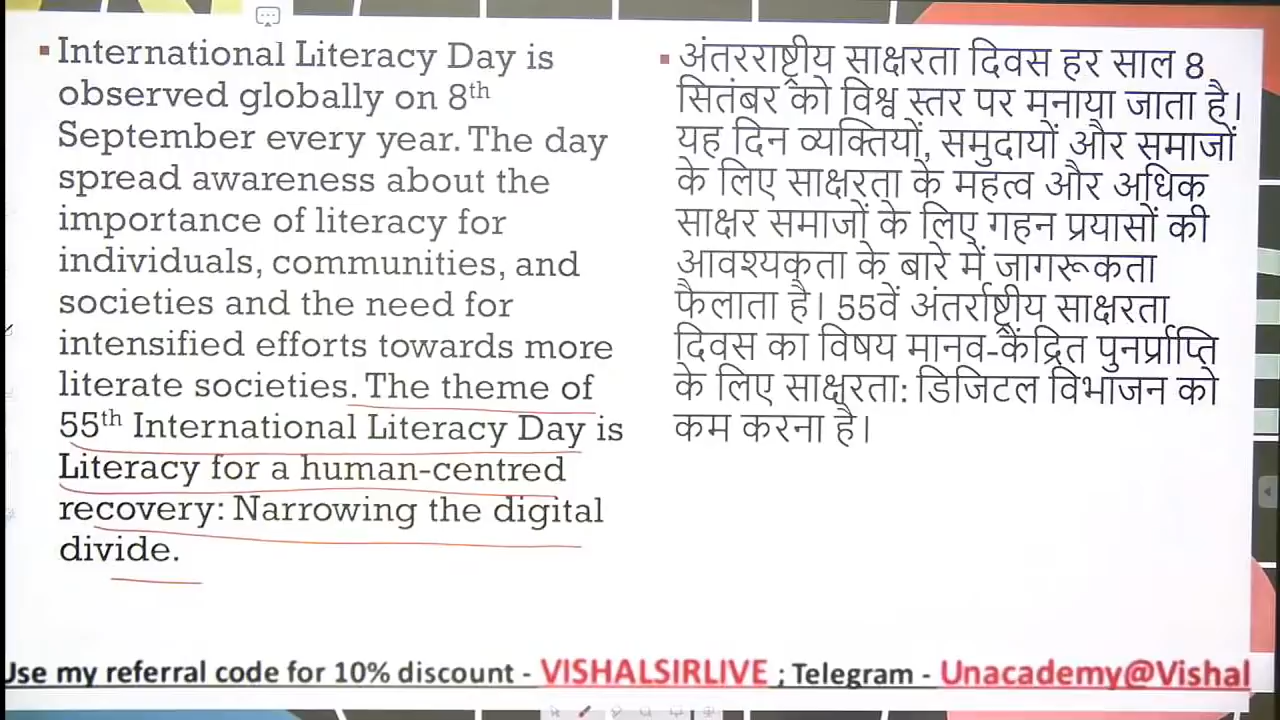 ▪ International Literacy Day is
observed globally on 8th
September every year. The day
spread awareness about the
importance of literacy for
individuals, communities, and
societies and the need for
intensified efforts towards more
literate societies. The theme of
55th International Literacy Day is
Literacy for a human-centred
recovery: Narrowing the digital
divide.
▪ अंतरराष्ट्रीय साक्षरता दिवस हर साल 8
सितंबर को विश्व स्तर पर मनाया जाता है।
यह दिन व्यक्तियों, समुदायों और समाजों
के लिए साक्षरता के महत्व और अधिक
साक्षर समाजों के लिए गहन प्रयासों की
आवश्यकता के बारे में जागरूकता
फैलाता है। 55वें अंतर्राष्ट्रीय साक्षरता
दिवस का विषय मानव-केंद्रित पुनर्प्राप्ति
के लिए साक्षरता: डिजिटल विभाजन को
कम करना है।
Use my referral code for 10% discount - VISHALSIRLIVE ; Telegram - Unacademy@Vishal